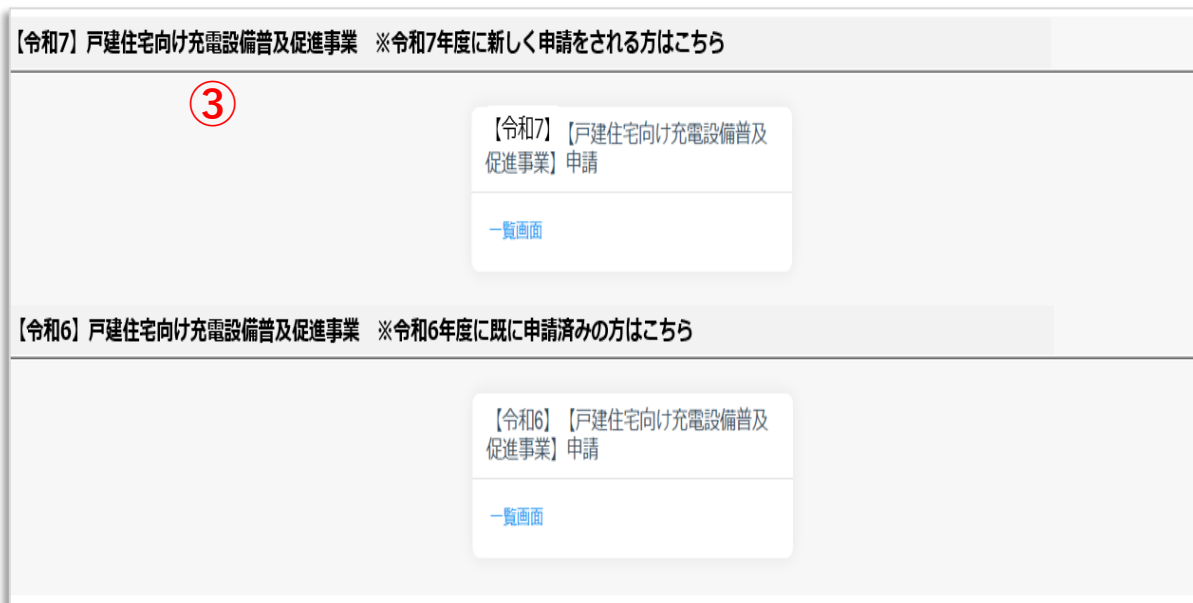 【令和7】戸建住宅向け充電設備普及促進事業　※令和7年度に新しく申請をされる方はこちら
③
【令和7】【戸建住宅向け充電設備普及
促進事業】申請
一覧画面
【令和6】戸建住宅向け充電設備普及促進事業　※令和6年度に既に申請済みの方はこちら
【令和6】【戸建住宅向け充電設備普及
促進事業】申請
一覧画面